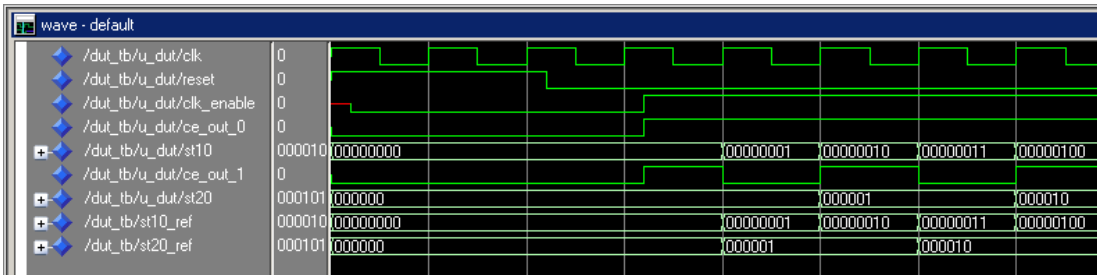 wave - default
/dut_tb/u_dut/clk 0
/dut_tb/u_dut/reset 0
/dut_tb/u_dut/clk_enable 0
/dut_tb/u_dut/ce_out_0 0
/dut_tb/u_dut/st10 000010 00000000 00000001 00000010 00000011 00000100
/dut_tb/u_dut/ce_out_1 0
/dut_tb/u_dut/st20 000101 000000 000001 000010
/dut_tb/st10_ref 000010 00000000 00000001 00000010 00000011 00000100
/dut_tb/st20_ref 000101 000000 000001 000010